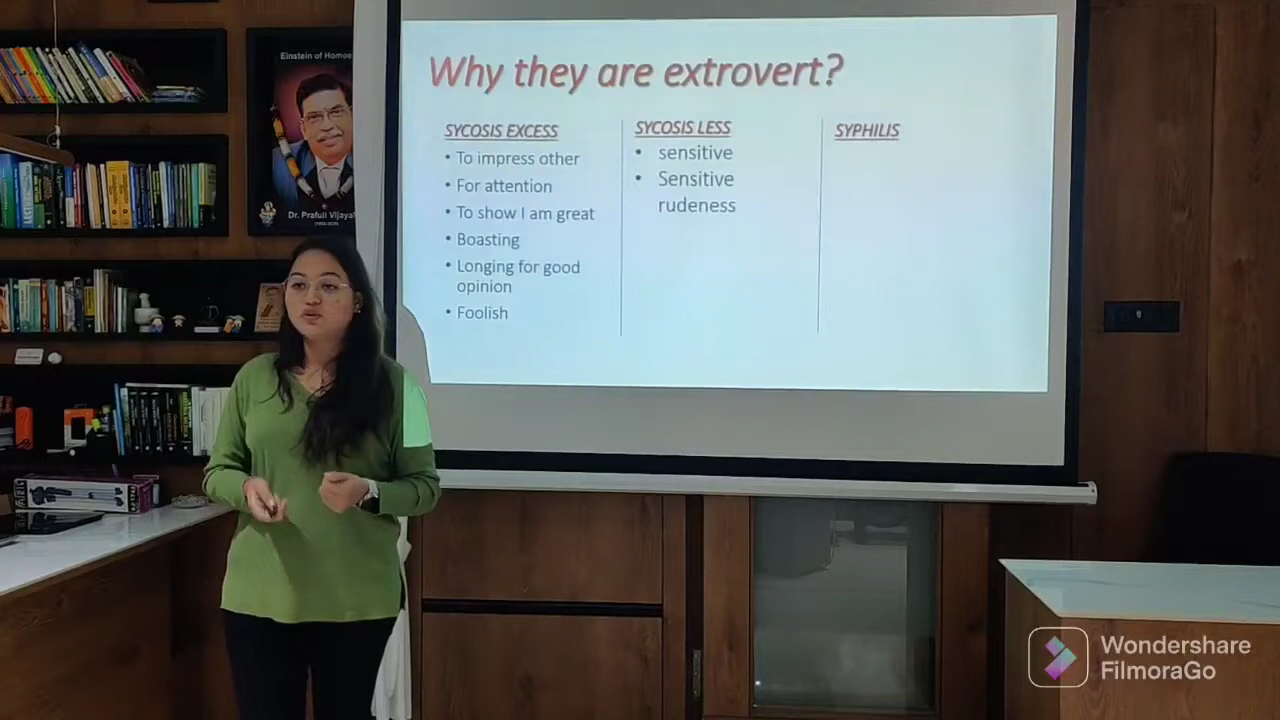 Why they are extrovert?
SYCOSIS EXCESS
• To impress other
• For attention
• To show I am great
• Boasting
• Longing for good
opinion
• Foolish
SYCOSIS LESS
• sensitive
• Sensitive
rudeness
SYPHILIS
Einstein of Homoe
Dr. Prafull Vijaya
Wondershare
FilmoraGo